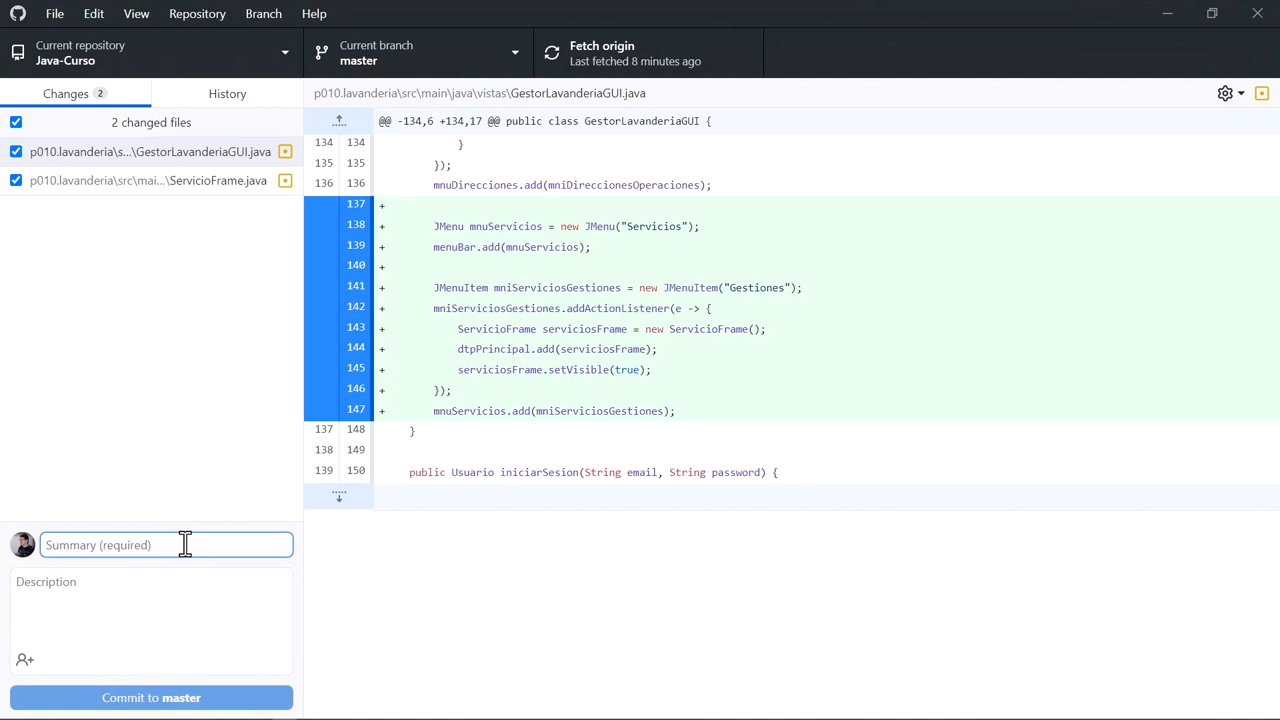 File Edit View Repository Branch Help
Current repository
Java-Curso
Current branch
master
Fetch origin
Last fetched 8 minutes ago
Changes 2
History
p010.lavanderia\src\main\java\vistas\GestorLavanderiaGUI.java
2 changed files
p010.lavanderia\s...\GestorLavanderiaGUI.java
p010.lavanderia\src\mai...\ServicioFrame.java
@@ -134,6 +134,17 @@ public class GestorLavanderiaGUI {
134 134 }
135 135 });
136 136 mnuDirecciones.add(mniDireccionesOperaciones);
137 +
138 + JMenu mnuServicios = new JMenu("Servicios");
139 + menuBar.add(mnuServicios);
140 +
141 + JMenuItem mniServiciosGestiones = new JMenuItem("Gestiones");
142 + mniServiciosGestiones.addActionListener(e -> {
143 + ServicioFrame serviciosFrame = new ServicioFrame();
144 + dtpPrincipal.add(serviciosFrame);
145 + serviciosFrame.setVisible(true);
146 + });
147 + mnuServicios.add(mniServiciosGestiones);
137 148 }
138 149
139 150 public Usuario iniciarSesion(String email, String password) {
Summary (required)
Description
Commit to master